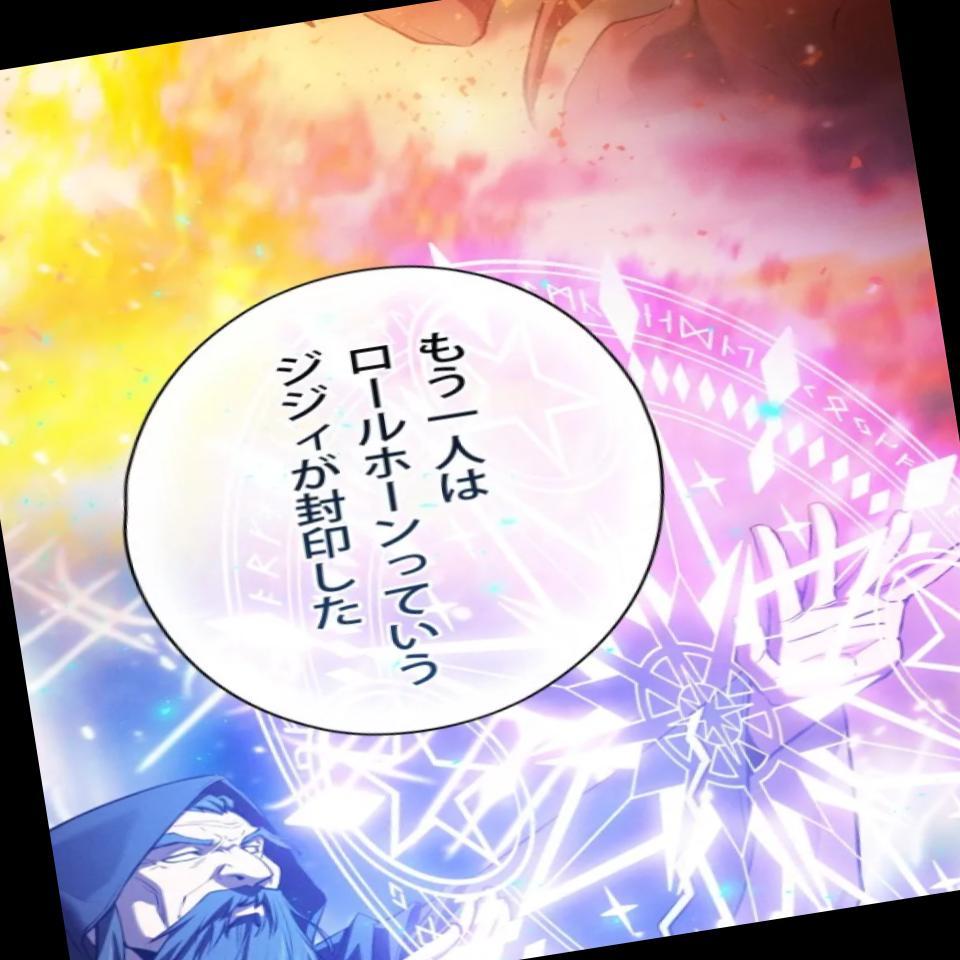 もう一人は
ロールホーンっていう
ジジィが封印した